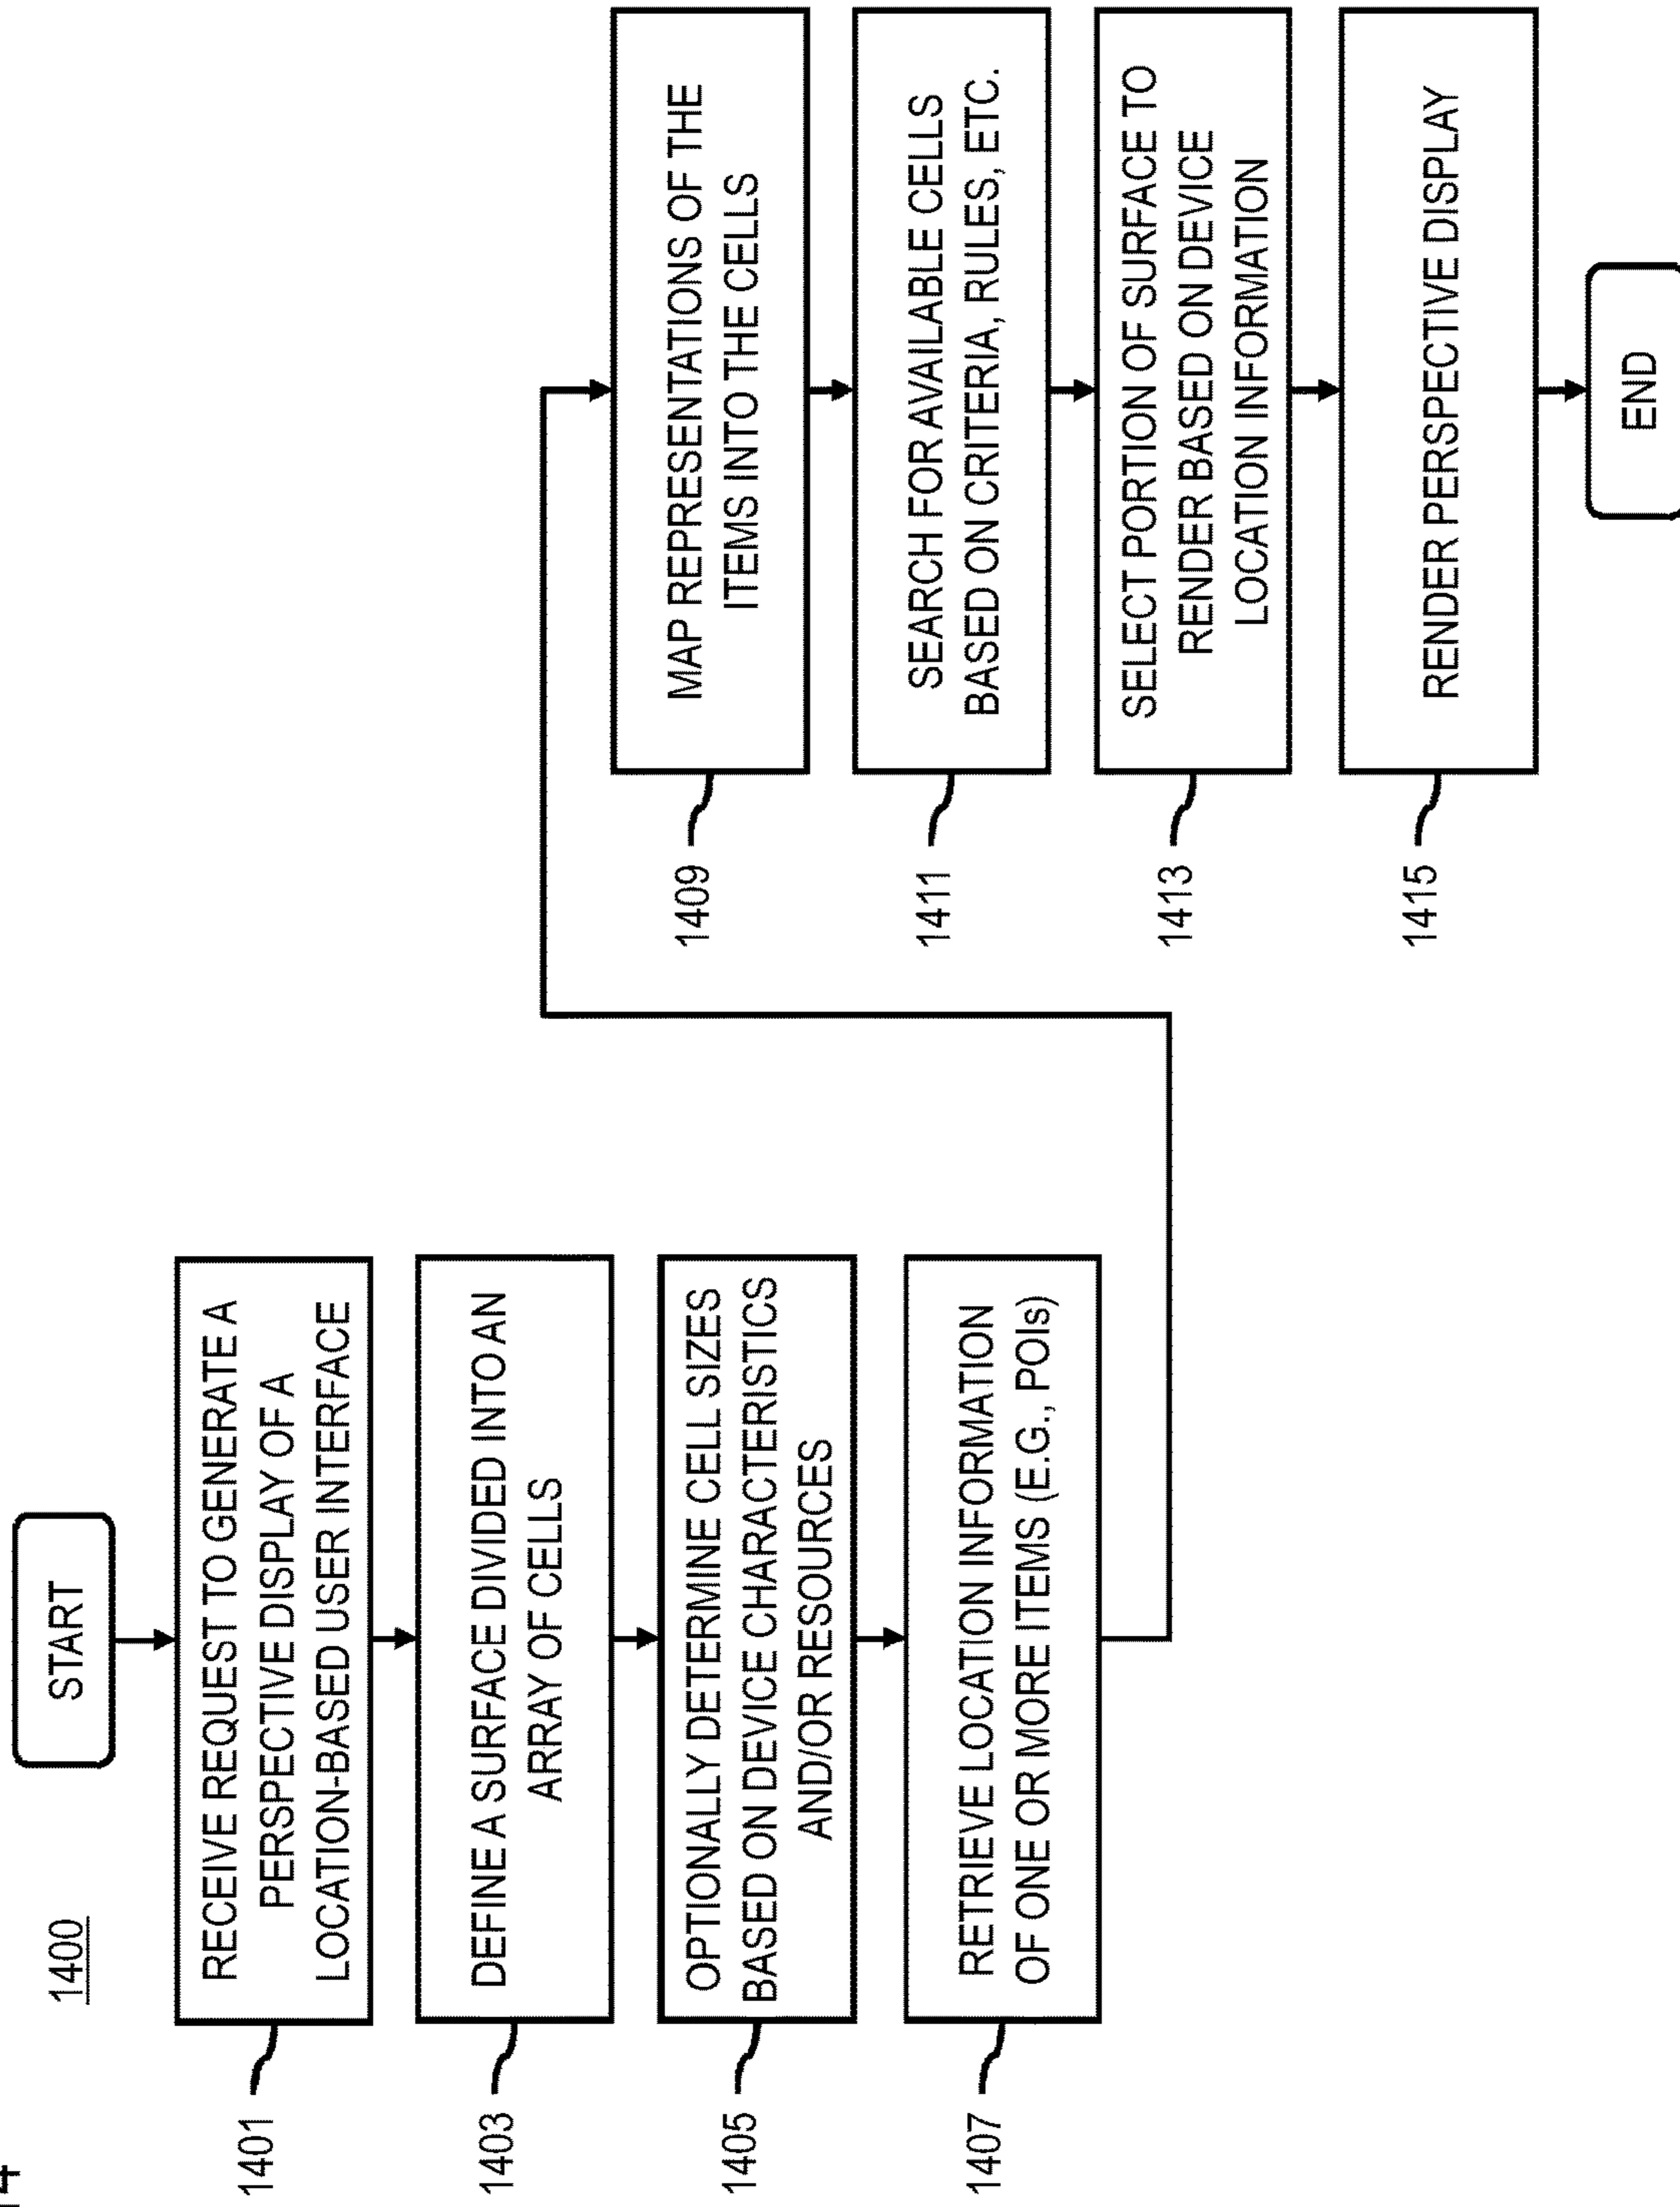 1400
START
1401
RECEIVE REQUEST TO GENERATE A
PERSPECTIVE DISPLAY OF A
LOCATION-BASED USER INTERFACE
1403
DEFINE A SURFACE DIVIDED INTO AN
ARRAY OF CELLS
1405
OPTIONALLY DETERMINE CELL SIZES
BASED ON DEVICE CHARACTERISTICS
AND/OR RESOURCES
1407
RETRIEVE LOCATION INFORMATION
OF ONE OR MORE ITEMS (E.G., POIs)
1409
MAP REPRESENTATIONS OF THE
ITEMS INTO THE CELLS
1411
SEARCH FOR AVAILABLE CELLS
BASED ON CRITERIA, RULES, ETC.
1413
SELECT PORTION OF SURFACE TO
RENDER BASED ON DEVICE
LOCATION INFORMATION
1415
RENDER PERSPECTIVE DISPLAY
END